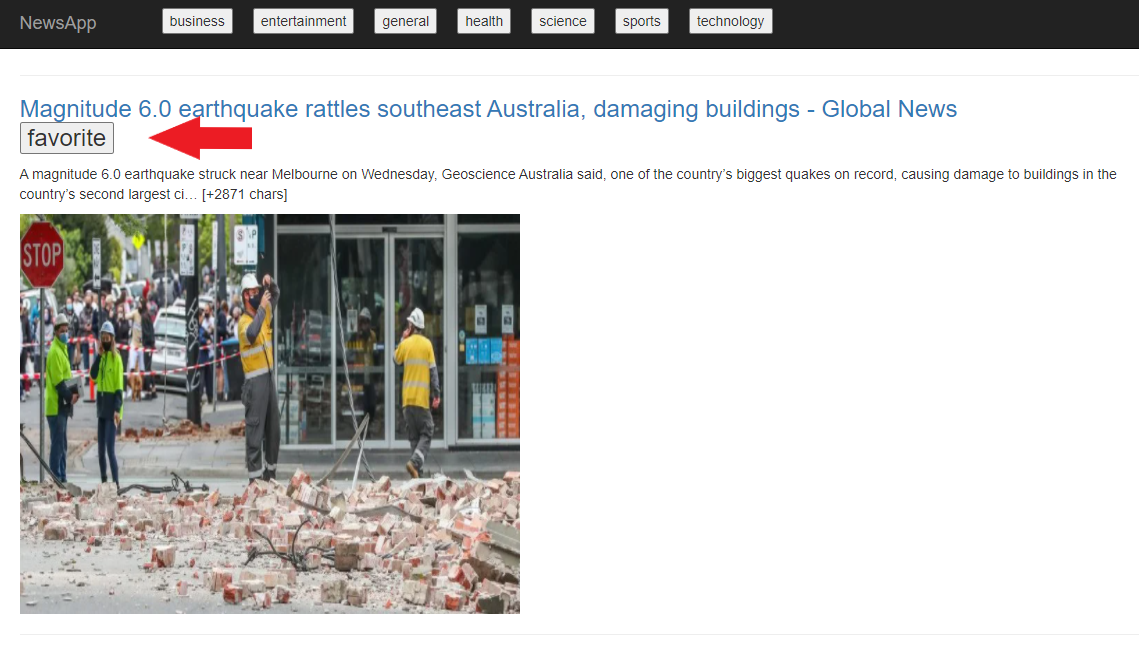 NewsApp business entertainment general health science sports technology
Magnitude 6.0 earthquake rattles southeast Australia, damaging buildings - Global News
favorite
A magnitude 6.0 earthquake struck near Melbourne on Wednesday, Geoscience Australia said, one of the country’s biggest quakes on record, causing damage to buildings in the
country’s second largest ci… [+2871 chars]
STOP